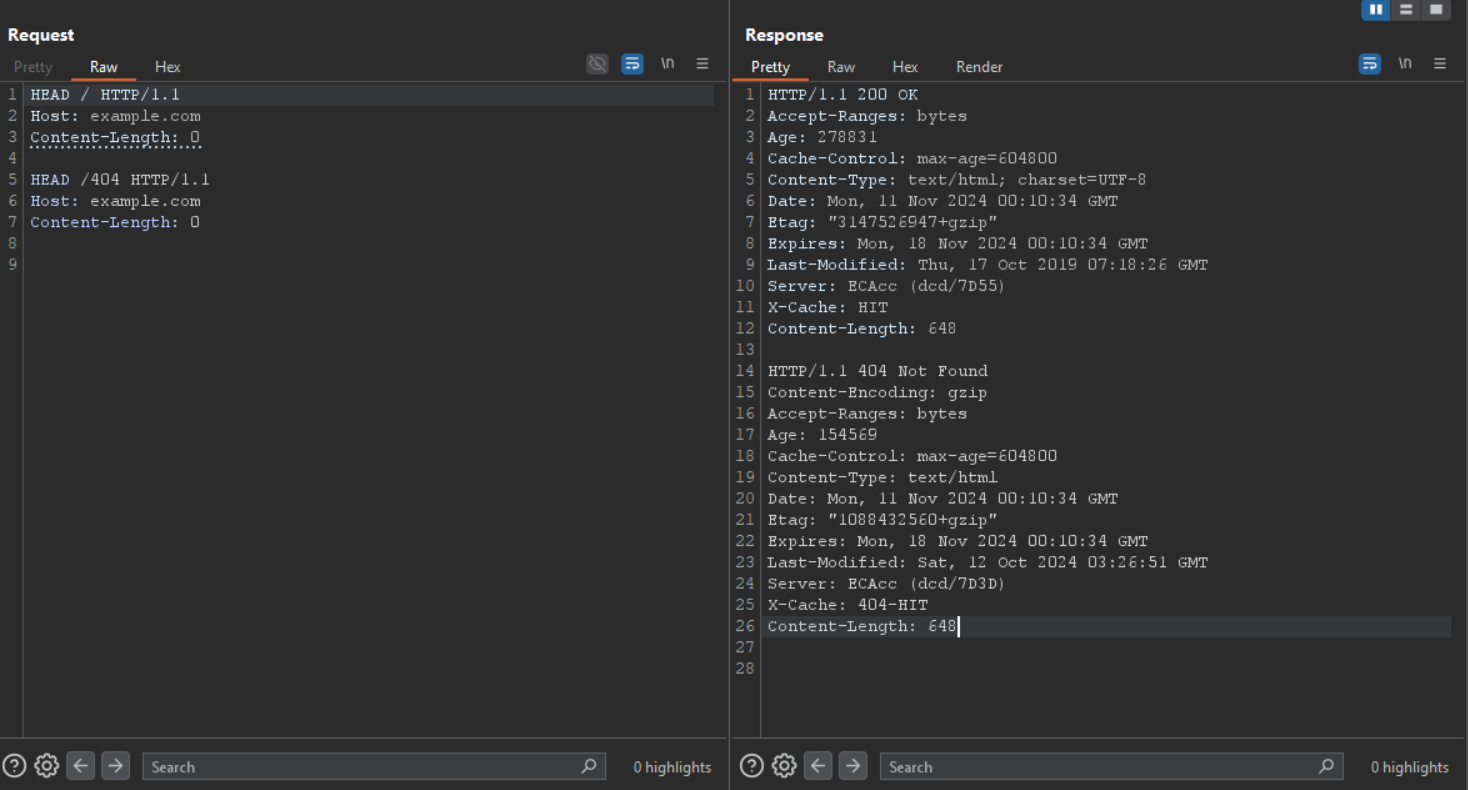 Request
Pretty Raw Hex \n
1 HEAD / HTTP/1.1
2 Host: example.com
3 Content-Length: 0
4
5 HEAD /404 HTTP/1.1
6 Host: example.com
7 Content-Length: 0
8
9
Search 0 highlights
Response
Pretty Raw Hex Render \n
1 HTTP/1.1 200 OK
2 Accept-Ranges: bytes
3 Age: 278831
4 Cache-Control: max-age=604800
5 Content-Type: text/html; charset=UTF-8
6 Date: Mon, 11 Nov 2024 00:10:34 GMT
7 Etag: "3147526947+gzip"
8 Expires: Mon, 18 Nov 2024 00:10:34 GMT
9 Last-Modified: Thu, 17 Oct 2019 07:18:26 GMT
10 Server: ECAcc (dcd/7D55)
11 X-Cache: HIT
12 Content-Length: 648
13
14 HTTP/1.1 404 Not Found
15 Content-Encoding: gzip
16 Accept-Ranges: bytes
17 Age: 154569
18 Cache-Control: max-age=604800
19 Content-Type: text/html
20 Date: Mon, 11 Nov 2024 00:10:34 GMT
21 Etag: "1088432560+gzip"
22 Expires: Mon, 18 Nov 2024 00:10:34 GMT
23 Last-Modified: Sat, 12 Oct 2024 03:26:51 GMT
24 Server: ECAcc (dcd/7D3D)
25 X-Cache: 404-HIT
26 Content-Length: 648
27
28
Search 0 highlights